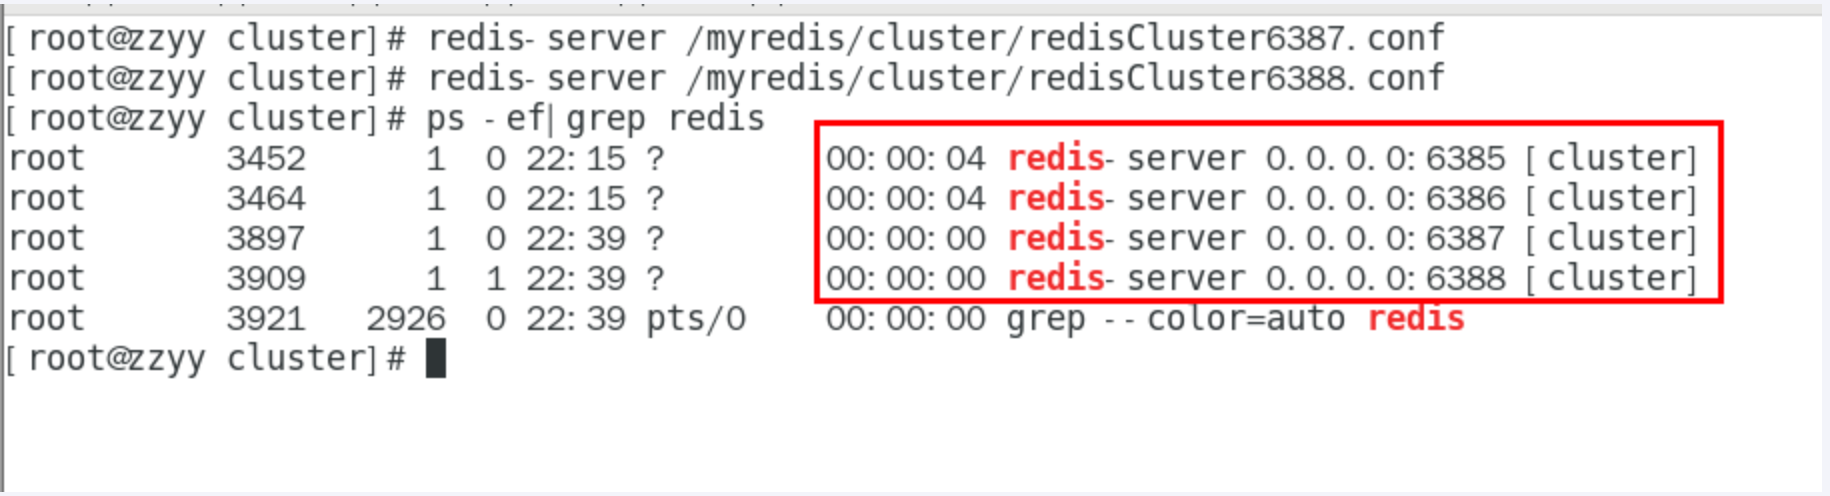 [root@zzyy cluster]# redis-server /myredis/cluster/redisCluster6387.conf
[root@zzyy cluster]# redis-server /myredis/cluster/redisCluster6388.conf
[root@zzyy cluster]# ps -ef|grep redis
root 3452 1 0 22:15 ? 00:00:04 redis-server 0.0.0.0:6385 [cluster]
root 3464 1 0 22:15 ? 00:00:04 redis-server 0.0.0.0:6386 [cluster]
root 3897 1 0 22:39 ? 00:00:00 redis-server 0.0.0.0:6387 [cluster]
root 3909 1 1 22:39 ? 00:00:00 redis-server 0.0.0.0:6388 [cluster]
root 3921 2926 0 22:39 pts/0 00:00:00 grep --color=auto redis
[root@zzyy cluster]#